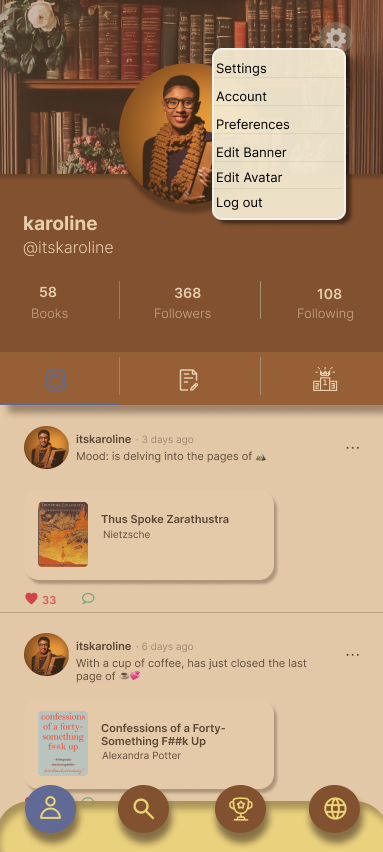 Settings
Account
Preferences
Edit Banner
Edit Avatar
Log out
karoline
@itskaroline
58
368
108
Books
Followers
Following
itskaroline · 3 days ago
Mood: is delving into the pages of 🏕️
Thus Spoke Zarathustra
Nietzsche
33
itskaroline · 6 days ago
With a cup of coffee, has just closed the last
page of ☕💕
confessions
of a forty-
something
f##k up
Confessions of a Forty-
Something F##k Up
Alexandra Potter